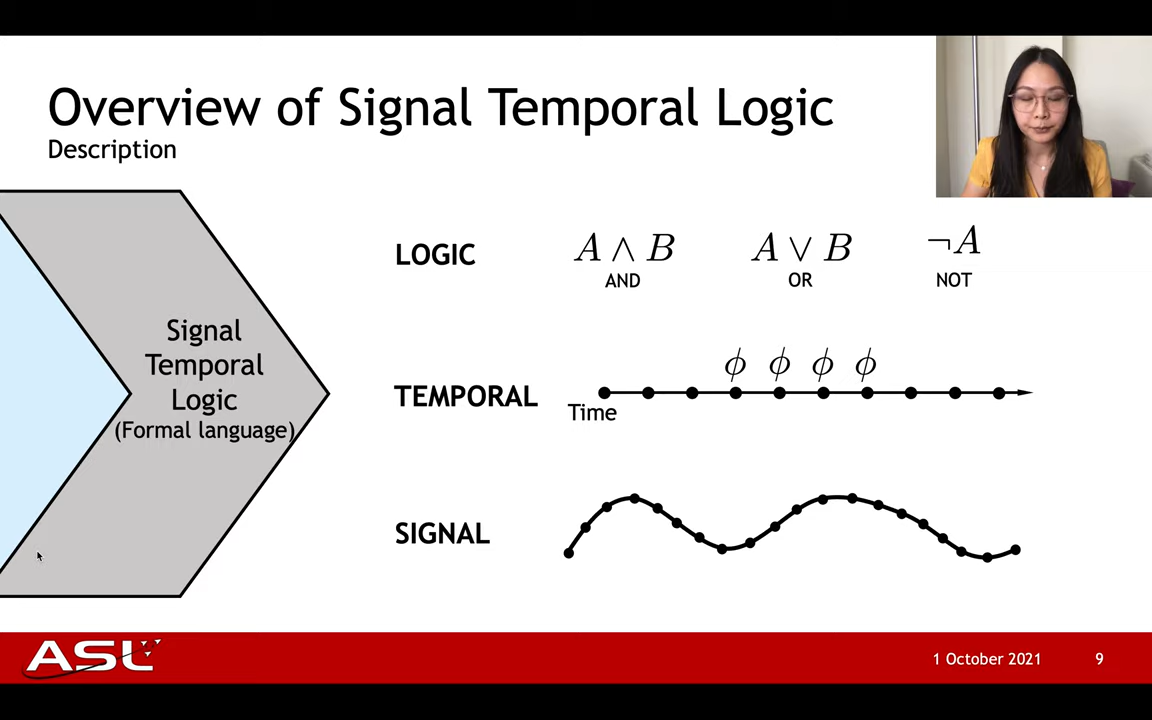 Overview of Signal Temporal Logic
Description
Signal
Temporal
Logic
(Formal language)
LOGIC
A ∧ B
A ∨ B
¬A
AND
OR
NOT
TEMPORAL
ϕ ϕ ϕ ϕ
Time
SIGNAL
ASL
1 October 2021
9